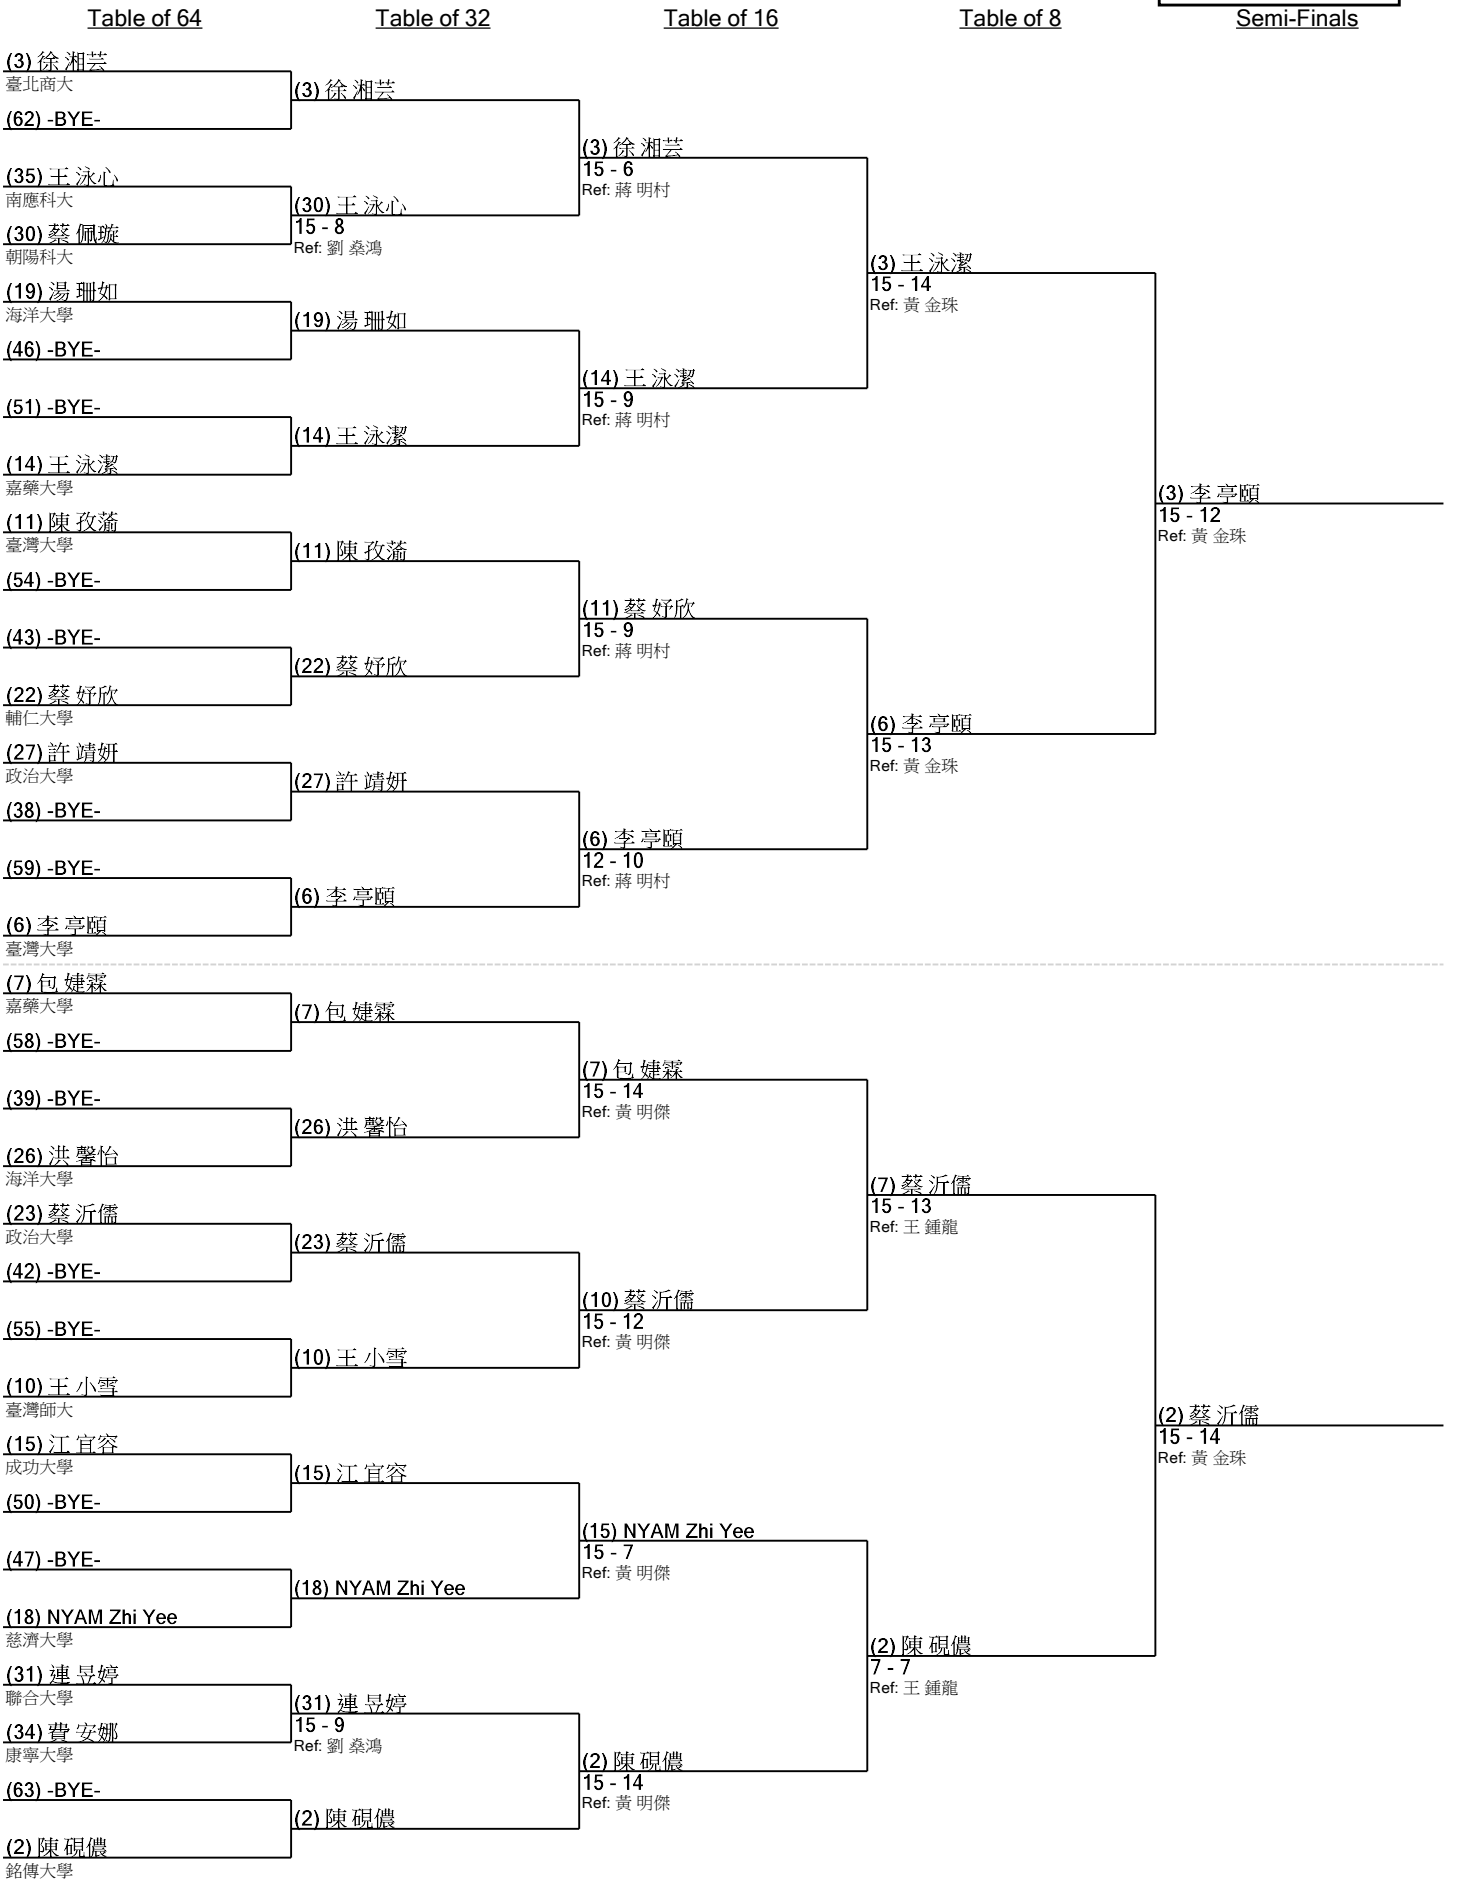 Table of 64
Table of 32
Table of 16
Table of 8
Semi-Finals
(3) 徐 湘芸
臺北商大
(62) -BYE-
(35) 王 泳心
南應科大
(30) 蔡 佩璇
朝陽科大
(19) 湯 珊如
海洋大學
(46) -BYE-
(51) -BYE-
(14) 王 泳潔
嘉藥大學
(11) 陳 孜蘥
臺灣大學
(54) -BYE-
(43) -BYE-
(22) 蔡 妤欣
輔仁大學
(27) 許 靖妍
政治大學
(38) -BYE-
(59) -BYE-
(6) 李 亭頤
臺灣大學
(7) 包 婕霖
嘉藥大學
(58) -BYE-
(39) -BYE-
(26) 洪 馨怡
海洋大學
(23) 蔡 沂儒
政治大學
(42) -BYE-
(55) -BYE-
(10) 王 小雪
臺灣師大
(15) 江 宜容
成功大學
(50) -BYE-
(47) -BYE-
(18) NYAM Zhi Yee
慈濟大學
(31) 連 昱婷
聯合大學
(34) 費 安娜
康寧大學
(63) -BYE-
(2) 陳 硯儂
銘傳大學
(3) 徐 湘芸
(30) 王 泳心
15 - 8
Ref: 劉 燊鴻
(19) 湯 珊如
(14) 王 泳潔
(11) 陳 孜蘥
(22) 蔡 妤欣
(27) 許 靖妍
(6) 李 亭頤
(7) 包 婕霖
(26) 洪 馨怡
(23) 蔡 沂儒
(10) 王 小雪
(15) 江 宜容
(18) NYAM Zhi Yee
(31) 連 昱婷
15 - 9
Ref: 劉 燊鴻
(2) 陳 硯儂
(3) 徐 湘芸
15 - 6
Ref: 蔣 明村
(14) 王 泳潔
15 - 9
Ref: 蔣 明村
(11) 蔡 妤欣
15 - 9
Ref: 蔣 明村
(6) 李 亭頤
12 - 10
Ref: 蔣 明村
(7) 包 婕霖
15 - 14
Ref: 黃 明傑
(10) 蔡 沂儒
15 - 12
Ref: 黃 明傑
(15) NYAM Zhi Yee
15 - 7
Ref: 黃 明傑
(2) 陳 硯儂
15 - 14
Ref: 黃 明傑
(3) 王 泳潔
15 - 14
Ref: 黃 金珠
(6) 李 亭頤
15 - 13
Ref: 黃 金珠
(7) 蔡 沂儒
15 - 13
Ref: 王 鍾龍
(2) 陳 硯儂
7 - 7
Ref: 王 鍾龍
(3) 李 亭頤
15 - 12
Ref: 黃 金珠
(2) 蔡 沂儒
15 - 14
Ref: 黃 金珠